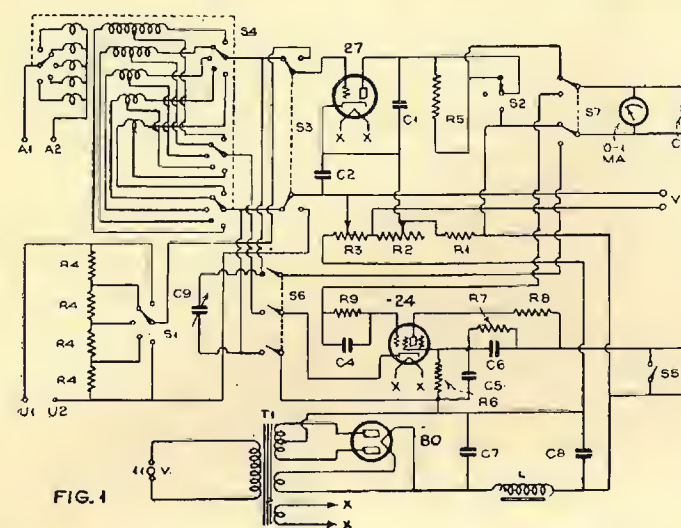 S4
27
S2
S7
A1 A2
S3
C1
R5
0-1
MA
C
C2
V
R3 R2 R1
R4
R4
R4
R4
S1
C9
S6
R9
-24
R7
R8
C4
C6
X X
X X
C5
R6
S5
U1 U2
T1
80
C7
C8
L
V.
X
X
FIG. 1